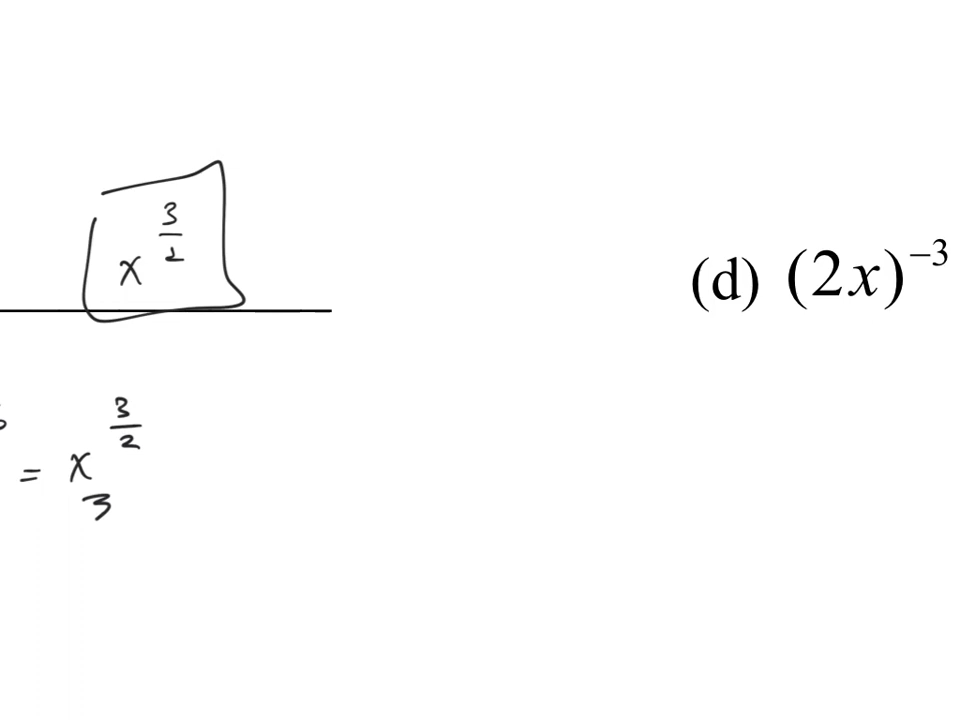 x^{3/2}
(d) (2x)^{-3}
= x^{3/2}
3